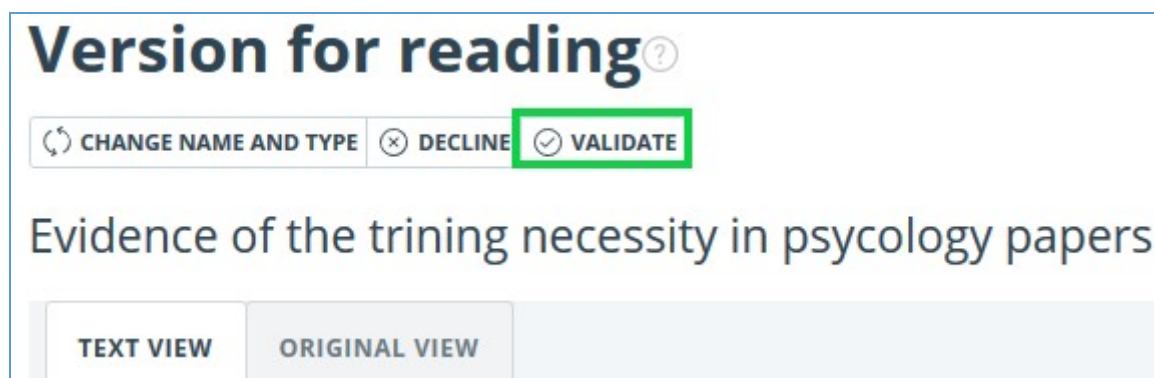 Version for reading
CHANGE NAME AND TYPE DECLINE VALIDATE
Evidence of the trining necessity in psycology papers
TEXT VIEW ORIGINAL VIEW